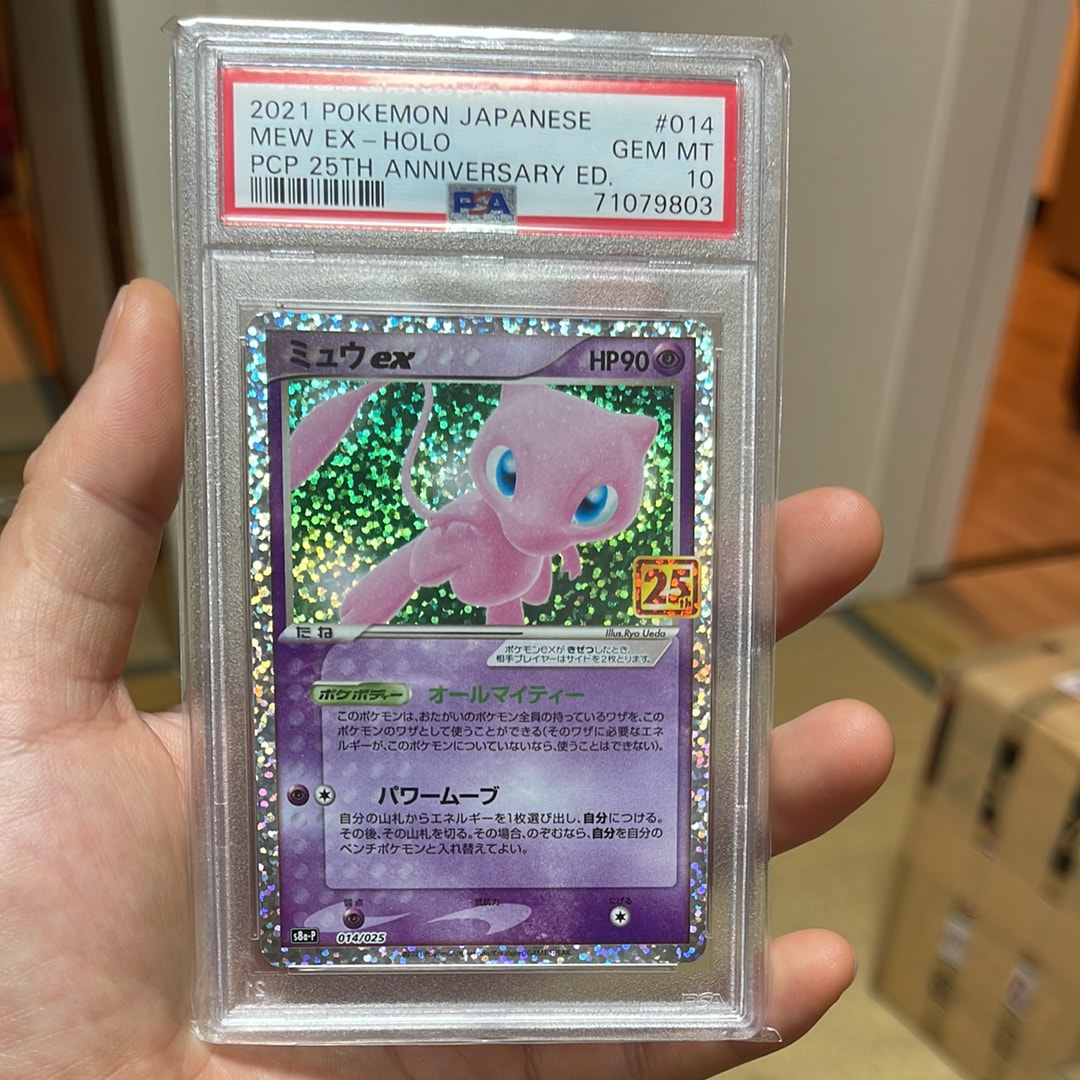 2021 POKEMON JAPANESE #014
MEW EX - HOLO GEM MT
PCP 25TH ANNIVERSARY ED. 10
PSA 71079803
ミュウex HP90
25th
たね Illus.Ryo Ueda
ポケモンexがきぜつしたとき、
相手プレイヤーはサイドを2枚とります。
ポケボディー オールマイティー
このポケモンは、おたがいのポケモン全員の持っているワザを、この
ポケモンのワザとして使うことができる(そのワザに必要なエネ
ルギーが、このポケモンについていないなら、使うことはできない)。
パワームーブ
自分の山札からエネルギーを1枚選び出し、自分につける。
その後、その山札を切る。その場合、のぞむなら、自分を自分の
ベンチポケモンと入れ替えてよい。
弱点 抵抗力 にげる
s8a-P 014/025
PSA